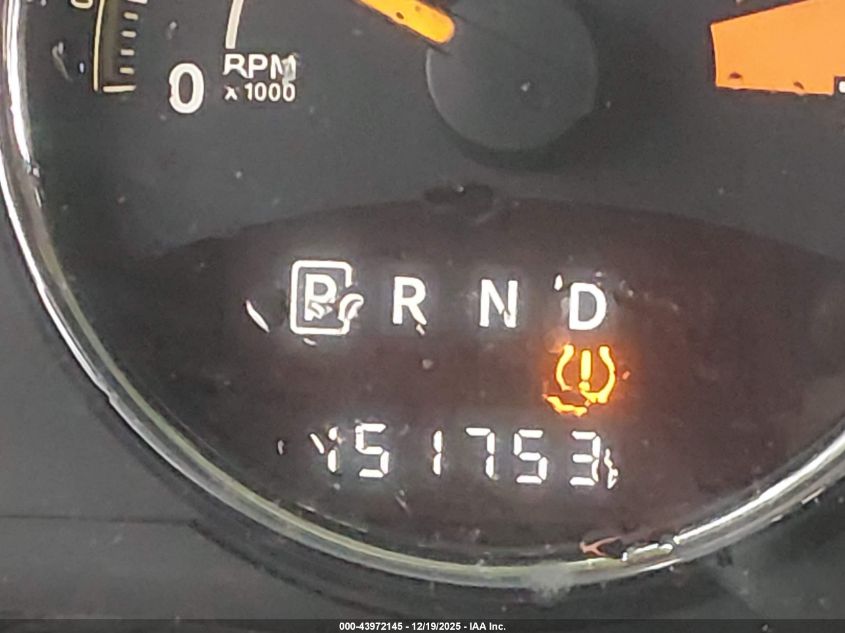 0
RPM
x 1000
P R N D
151753
000-43972145 - 12/19/2025 - IAA Inc.